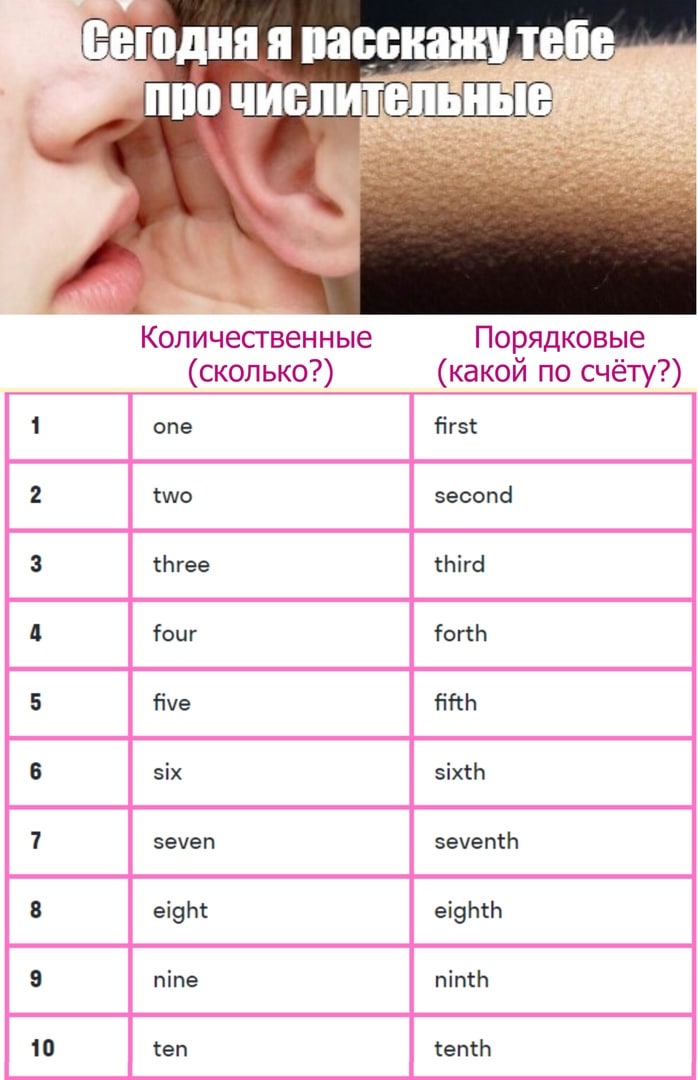 Сегодня я расскажу тебе
про числительные
Количественные Порядковые
(сколько?) (какой по счёту?)
1 one first
2 two second
3 three third
4 four forth
5 five fifth
6 six sixth
7 seven seventh
8 eight eighth
9 nine ninth
10 ten tenth